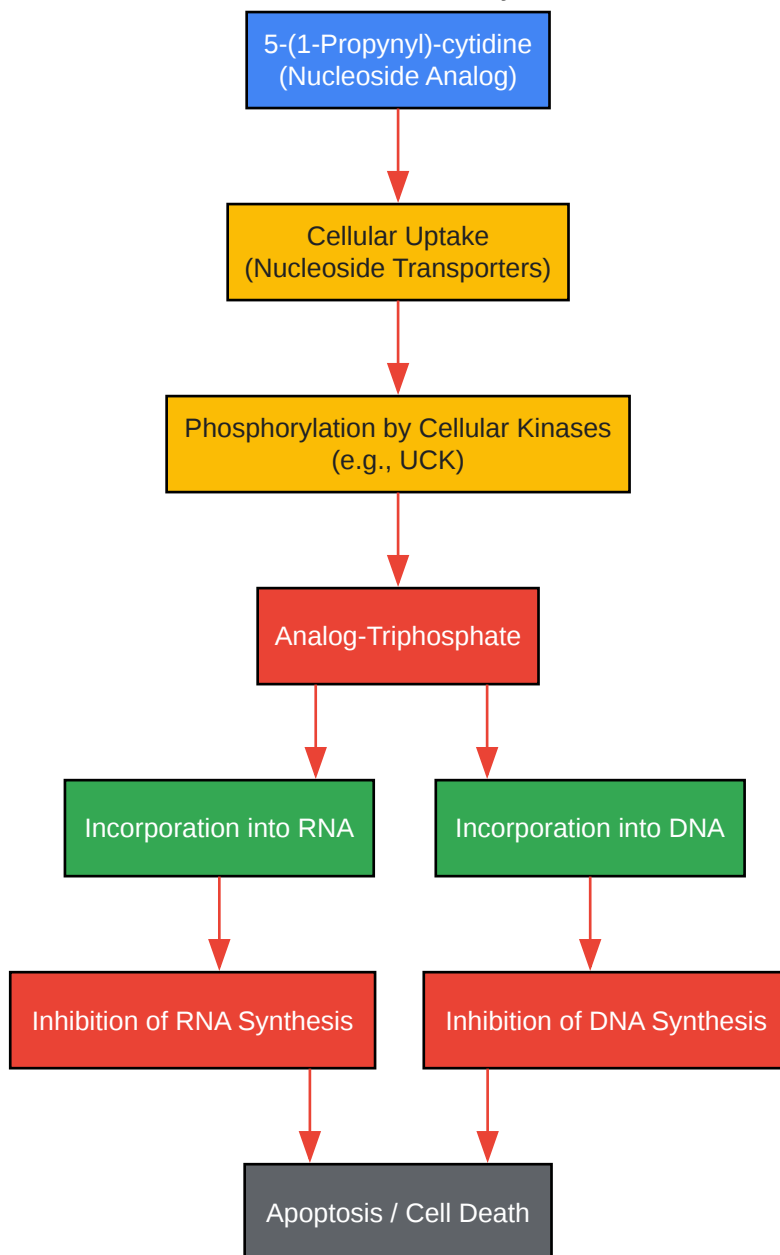 5-(1-Propynyl)-cytidine
(Nucleoside Analog)
Cellular Uptake
(Nucleoside Transporters)
Phosphorylation by Cellular Kinases
(e.g., UCK)
Analog-Triphosphate
Incorporation into RNA
Incorporation into DNA
Inhibition of RNA Synthesis
Inhibition of DNA Synthesis
Apoptosis / Cell Death